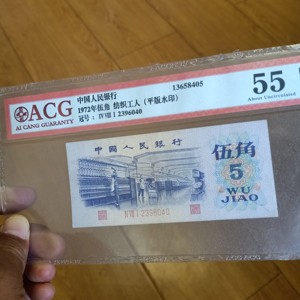 ACG
AI CANG GUARANTY
中国人民银行 13658405
1972年伍角 纺织工人（平版水印）
冠号： IVIII I 2396040
55
About Uncirculated
中国人民银行
伍角
5
WU
JIAO
2396040